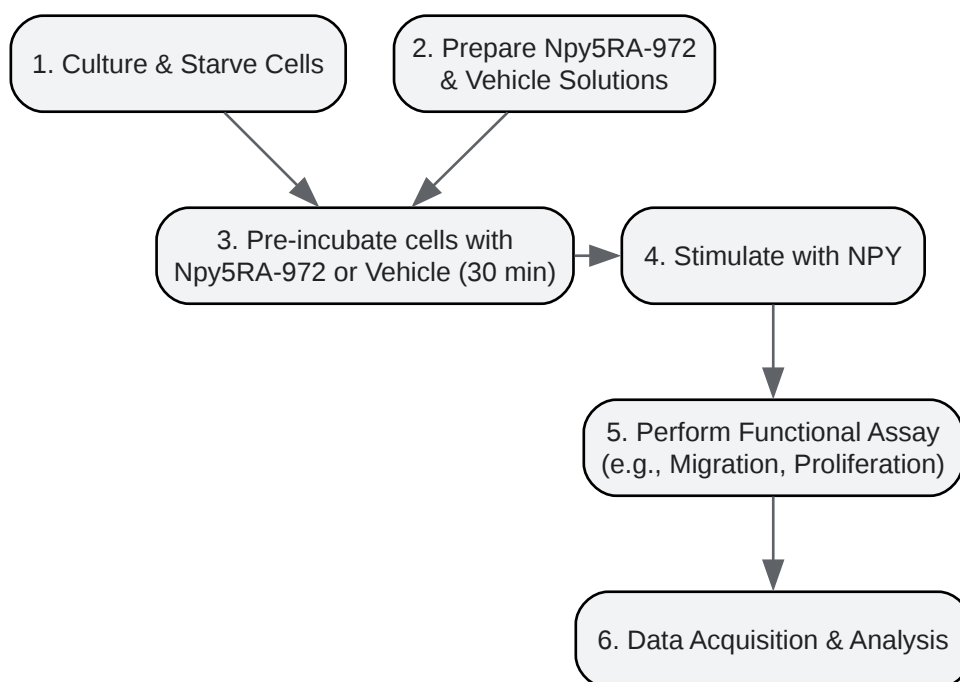 1. Culture & Starve Cells
2. Prepare Npy5RA-972
& Vehicle Solutions
3. Pre-incubate cells with
Npy5RA-972 or Vehicle (30 min)
4. Stimulate with NPY
5. Perform Functional Assay
(e.g., Migration, Proliferation)
6. Data Acquisition & Analysis